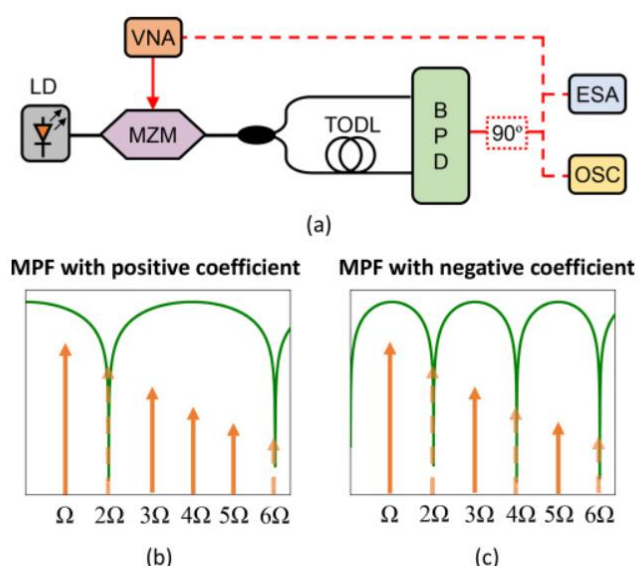 VNA
LD
MZM
TODL
B
P
D
90º
ESA
OSC
(a)
MPF with positive coefficient
MPF with negative coefficient
Ω 2Ω 3Ω 4Ω 5Ω 6Ω
Ω 2Ω 3Ω 4Ω 5Ω 6Ω
(b)
(c)